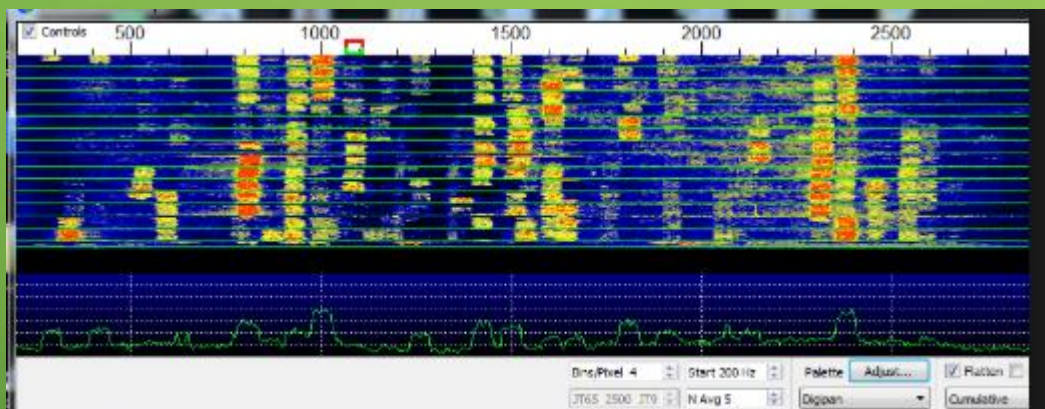 Controls 500 1000 1500 2000 2500
Bins/Pixel 4 Start 200 Hz Palette Adjust... Flatten
JT65 2500 JT9 N Avg 5 Digipan Cumulative